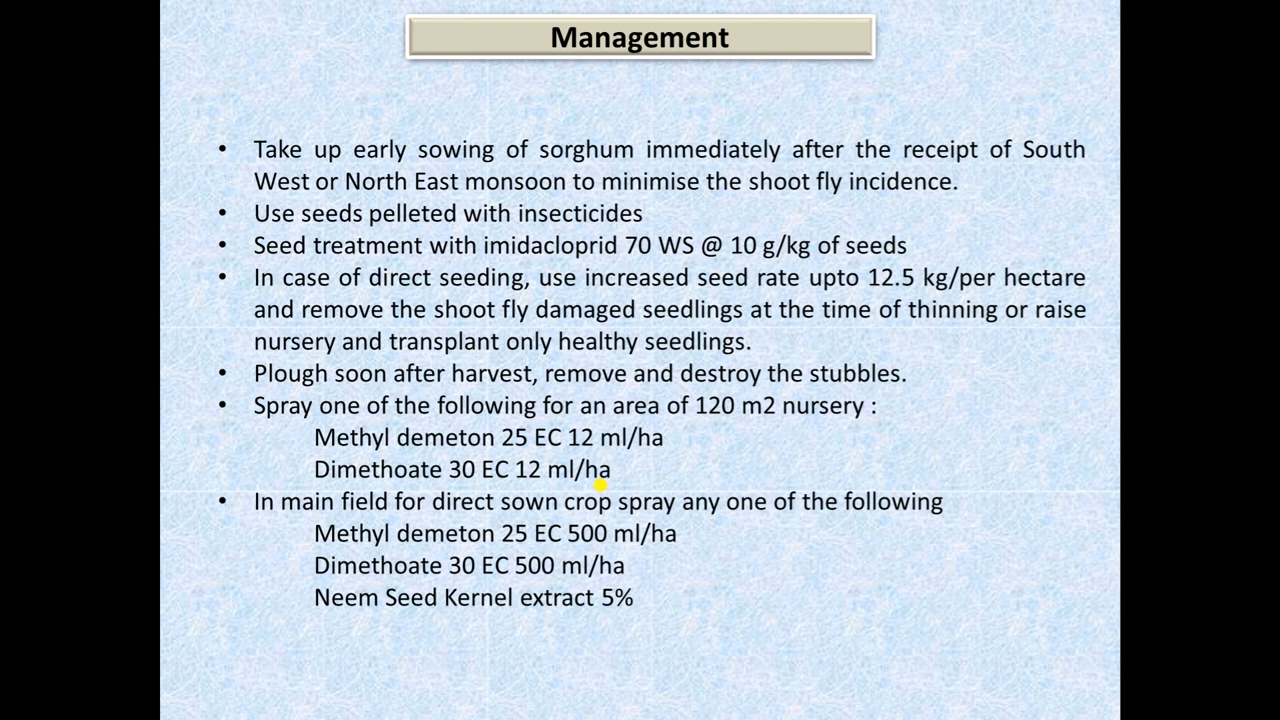 Management
• Take up early sowing of sorghum immediately after the receipt of South
West or North East monsoon to minimise the shoot fly incidence.
• Use seeds pelleted with insecticides
• Seed treatment with imidacloprid 70 WS @ 10 g/kg of seeds
• In case of direct seeding, use increased seed rate upto 12.5 kg/per hectare
and remove the shoot fly damaged seedlings at the time of thinning or raise
nursery and transplant only healthy seedlings.
• Plough soon after harvest, remove and destroy the stubbles.
• Spray one of the following for an area of 120 m2 nursery :
Methyl demeton 25 EC 12 ml/ha
Dimethoate 30 EC 12 ml/ha
• In main field for direct sown crop spray any one of the following
Methyl demeton 25 EC 500 ml/ha
Dimethoate 30 EC 500 ml/ha
Neem Seed Kernel extract 5%